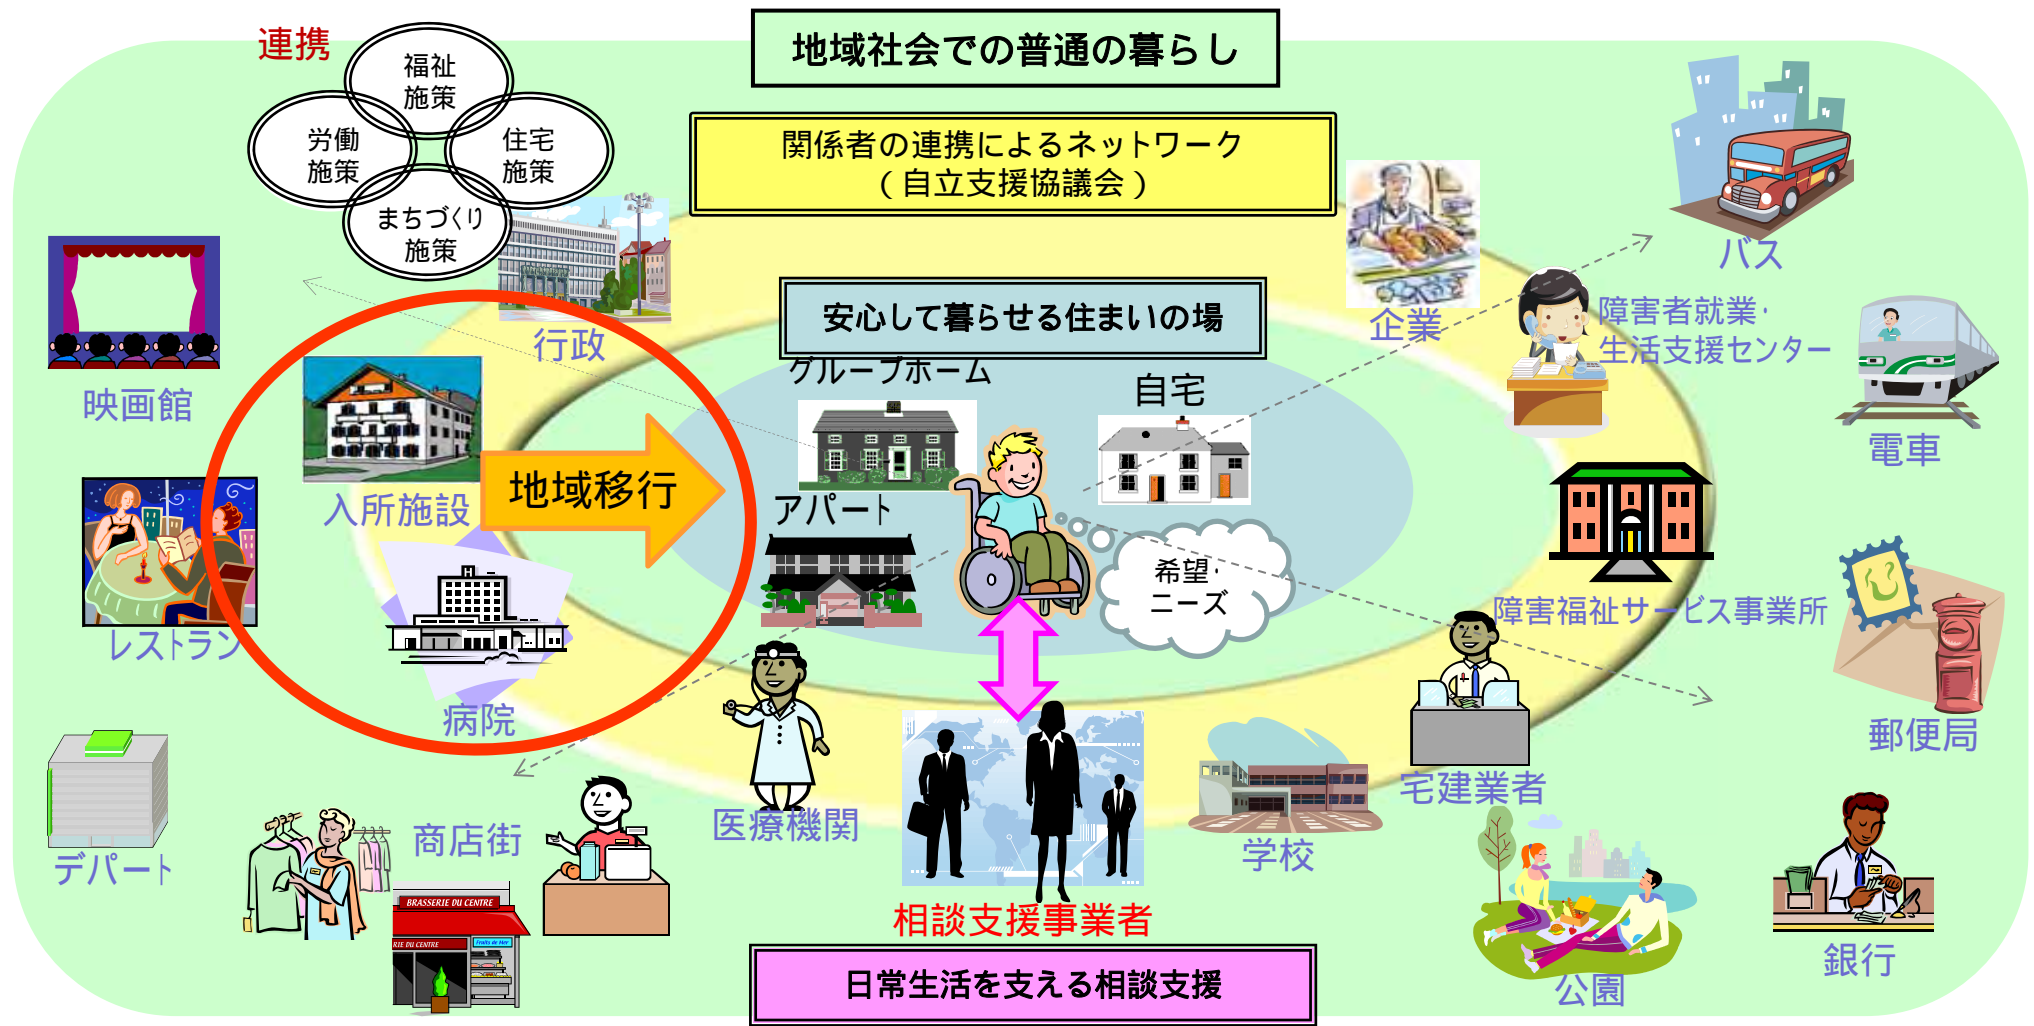 地域社会での普通の暮らし
連携
福祉
施策
労働
施策
住宅
施策
まちづくり
施策
関係者の連携によるネットワーク
（自立支援協議会）
安心して暮らせる住まいの場
行政
企業
バス
障害者就業・
生活支援センター
電車
映画館
グループホーム
自宅
入所施設
地域移行
アパート
希望・
ニーズ
障害福祉サービス事業所
レストラン
病院
H
郵便局
宅建業者
医療機関
学校
デパート
商店街
BRASSERIE DU CENTRE
RIE DU CENTRE
Fruits de Mer
相談支援事業者
公園
銀行
日常生活を支える相談支援